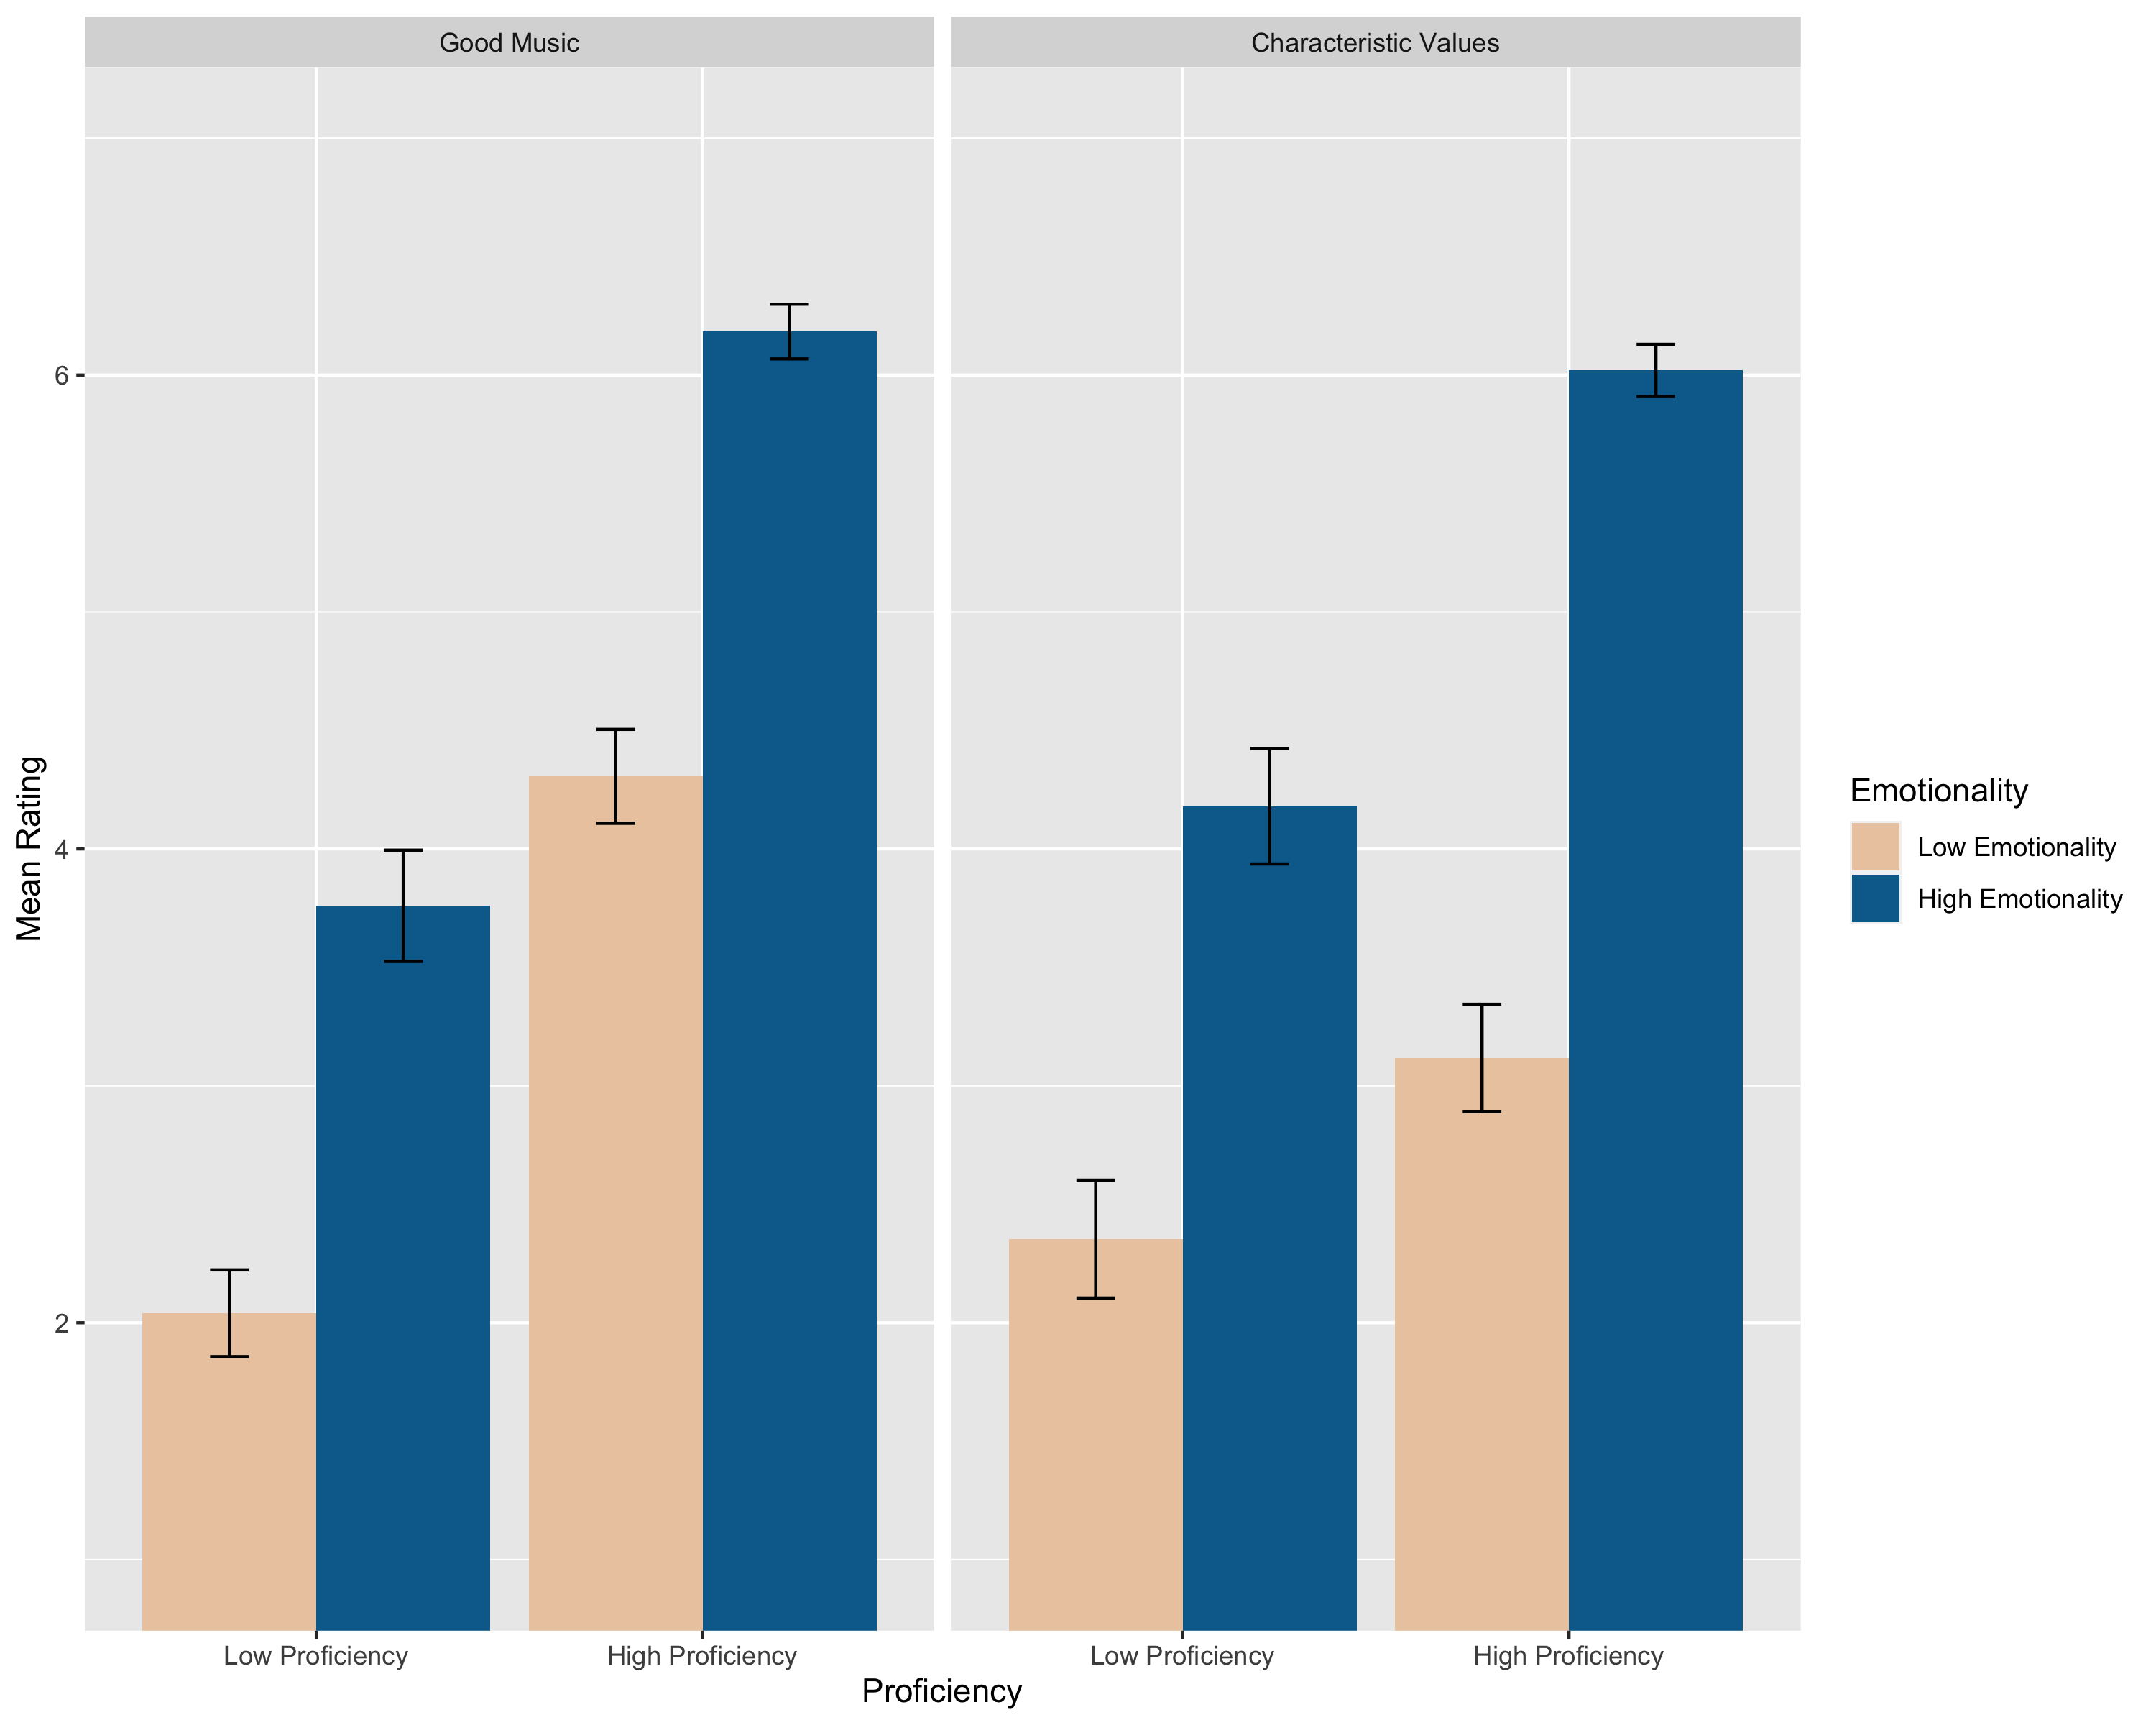 Good Music
Characteristic Values
Mean Rating
6
4
2
Low Proficiency
High Proficiency
Low Proficiency
High Proficiency
Proficiency
Emotionality
Low Emotionality
High Emotionality